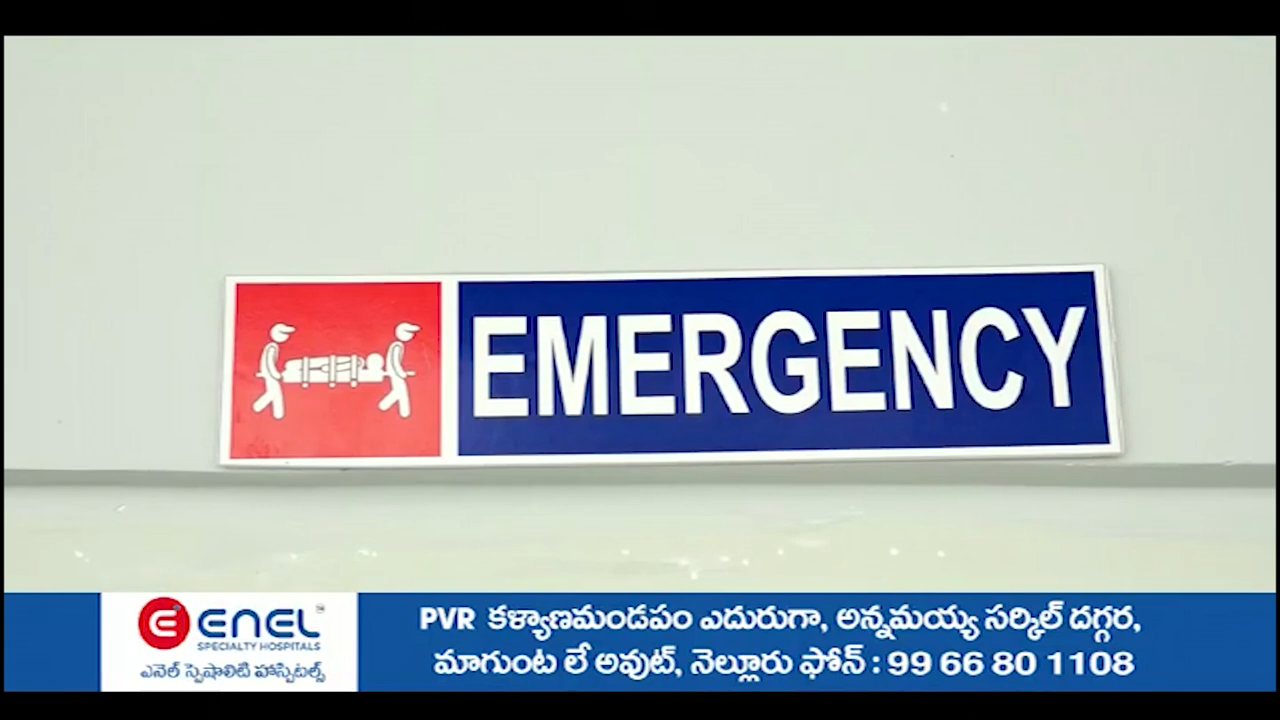 EMERGENCY
ENEL
SPECIALTY HOSPITALS
ఎనెల్ స్పెషాలిటి హాస్పిటల్స్
PVR కళ్యాణమండపం ఎదురుగా, అన్నమయ్య సర్కిల్ దగ్గర,
మాగుంట లే అవుట్, నెల్లూరు ఫోన్ : 99 66 80 1108